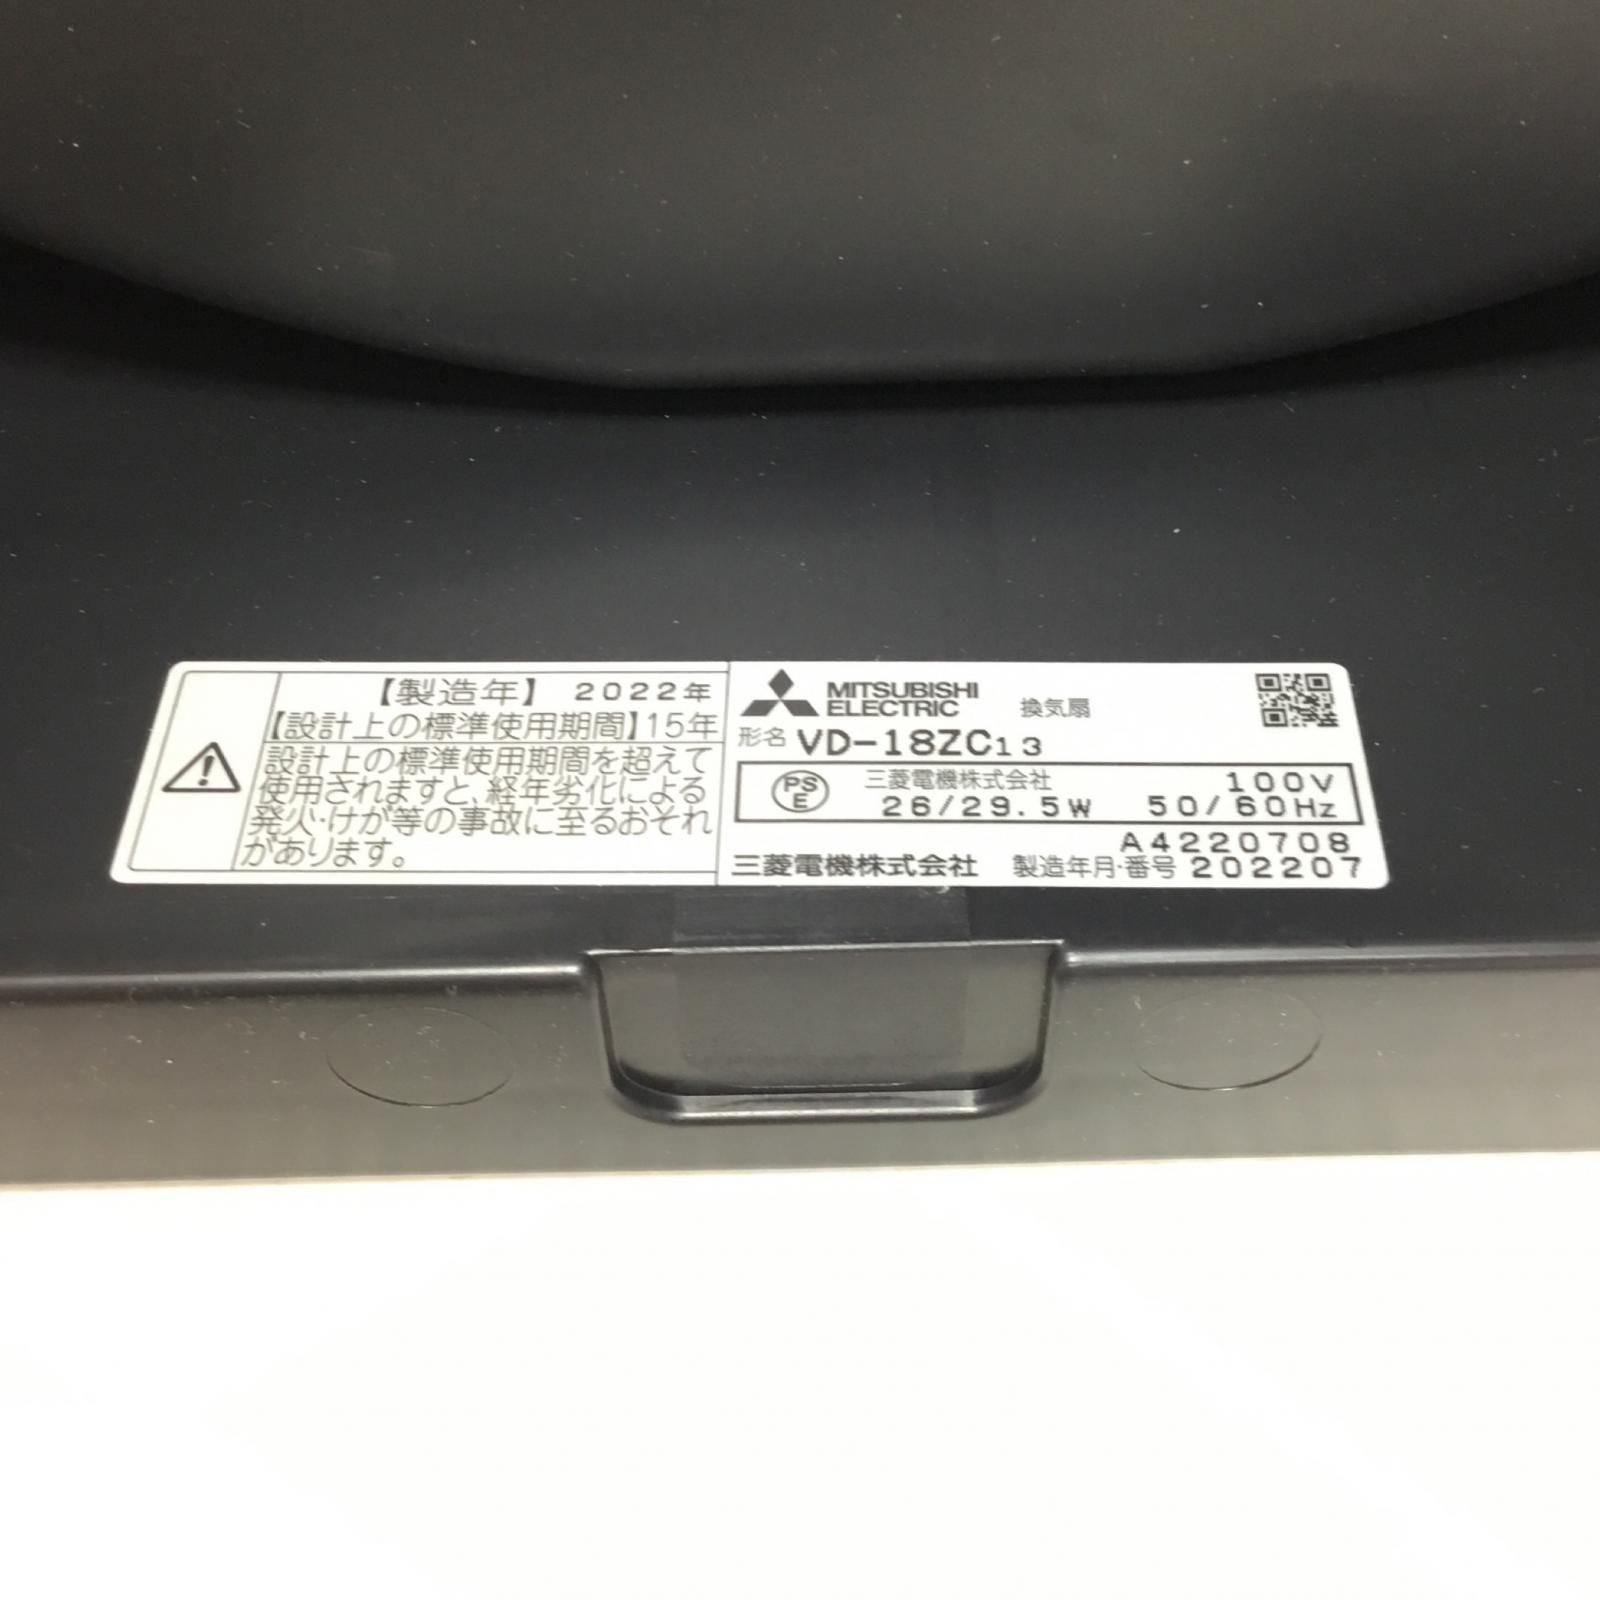 【製造年】 2022年
【設計上の標準使用期間】15年
設計上の標準使用期間を超えて
使用されますと、経年劣化による
発火・けが等の事故に至るおそれ
があります。
MITSUBISHI
ELECTRIC 換気扇
形名 VD-18ZC13
PS
E
三菱電機株式会社 100V
26/29.5W 50/60Hz
A4220708
三菱電機株式会社 製造年月・番号 202207